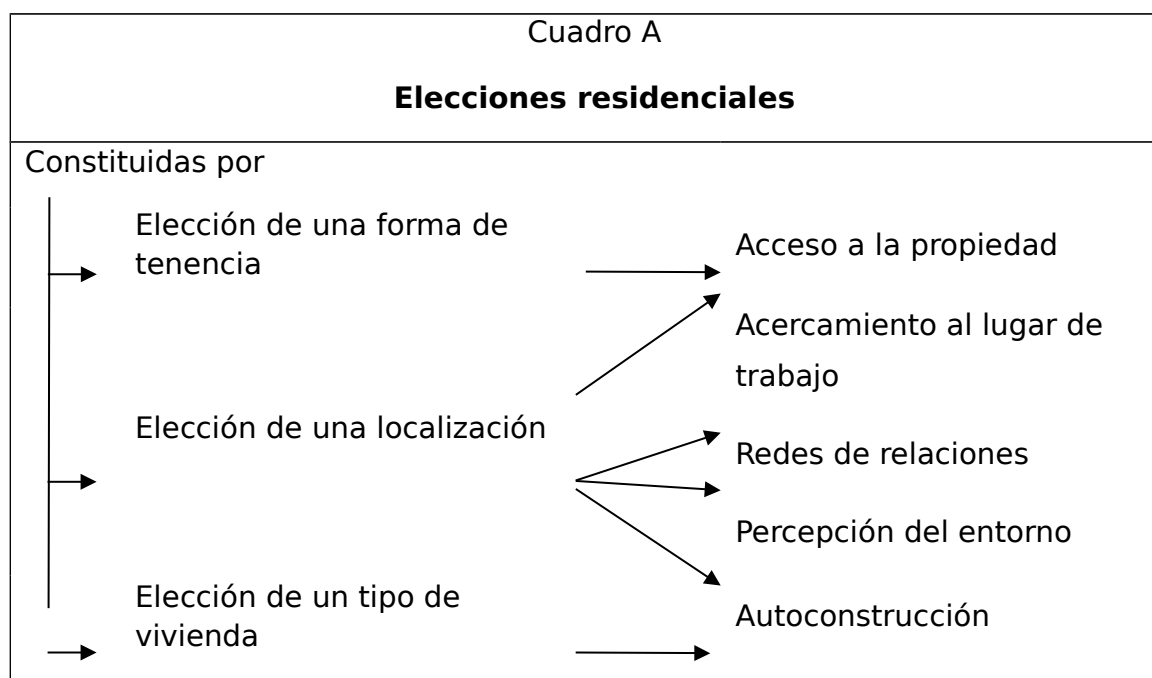 Cuadro A
Elecciones residenciales
Constituidas por
Elección de una forma de
tenencia
Acceso a la propiedad
Acercamiento al lugar de
trabajo
Elección de una localización
Redes de relaciones
Percepción del entorno
Elección de un tipo de
vivienda
Autoconstrucción